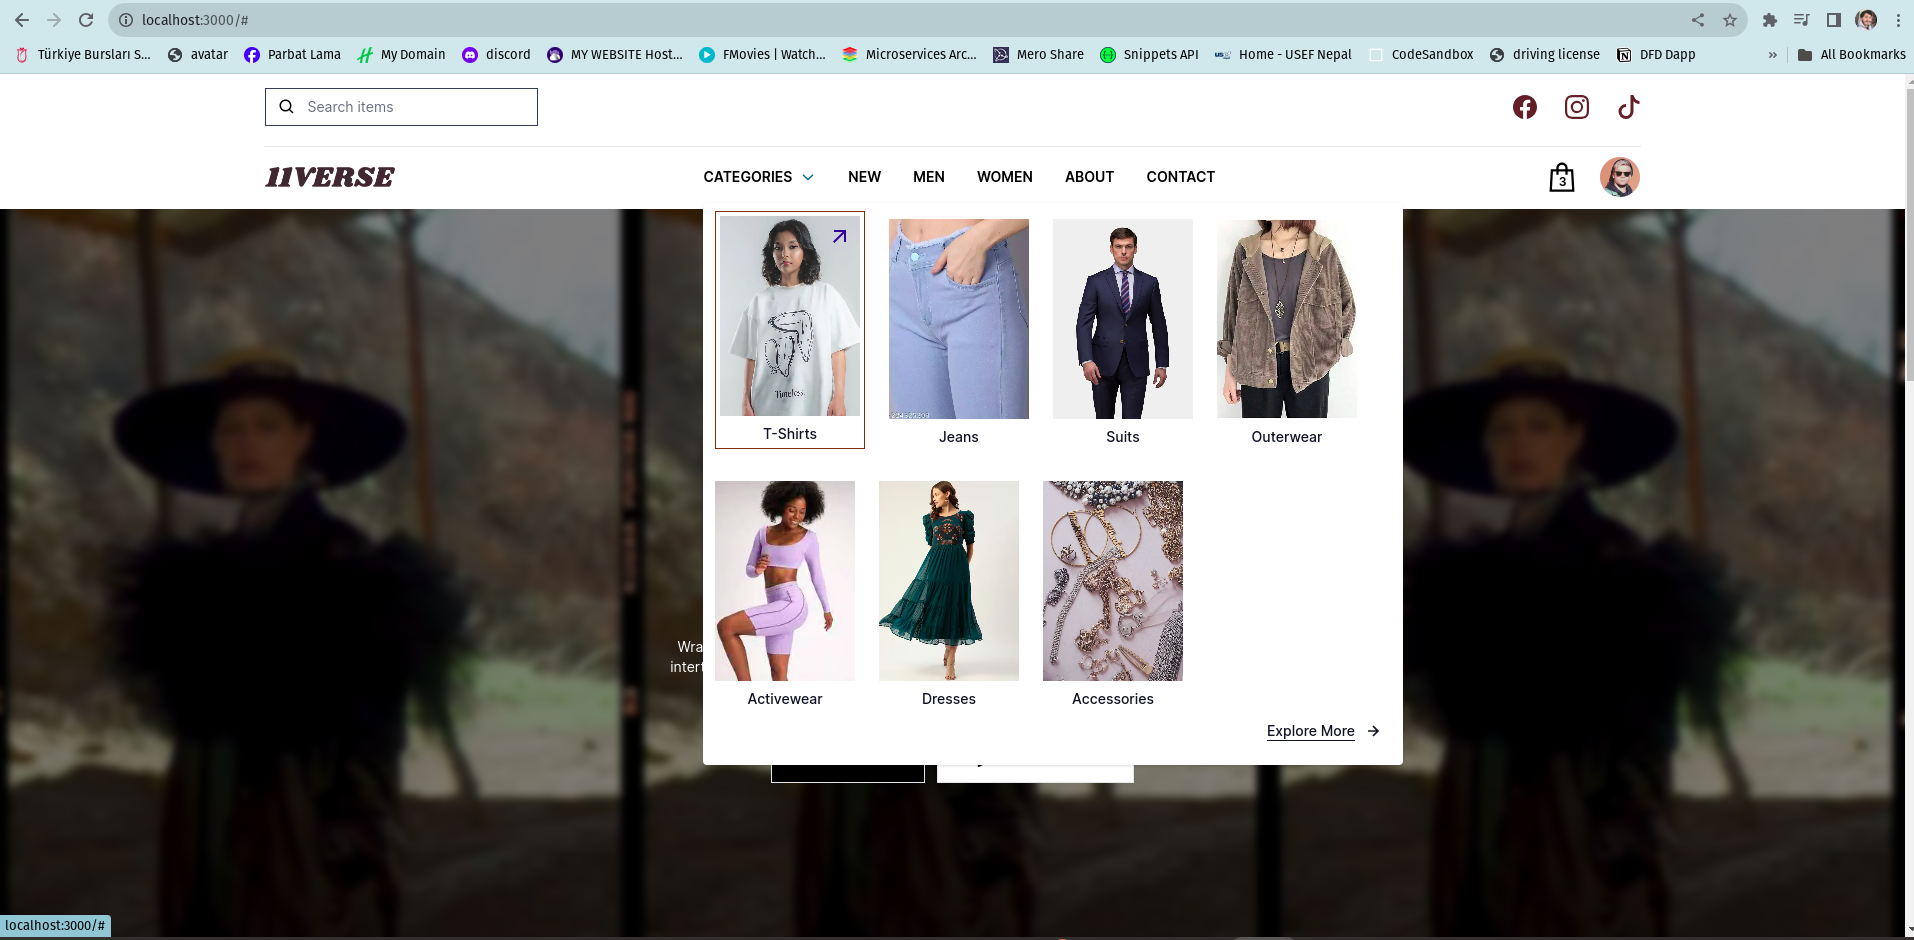 localhost:3000/#
Türkiye Bursları S...
avatar
Parbat Lama
My Domain
discord
MY WEBSITE Host...
FMovies | Watch...
Microservices Arc...
Mero Share
Snippets API
Home - USEF Nepal
CodeSandbox
driving license
DFD Dapp
»
All Bookmarks
Search items
11VERSE
CATEGORIES
NEW
MEN
WOMEN
ABOUT
CONTACT
3
Timeless.
T-Shirts
Jeans
Suits
Outerwear
Wra
intert
Activewear
Dresses
Accessories
Explore More
localhost:3000/#